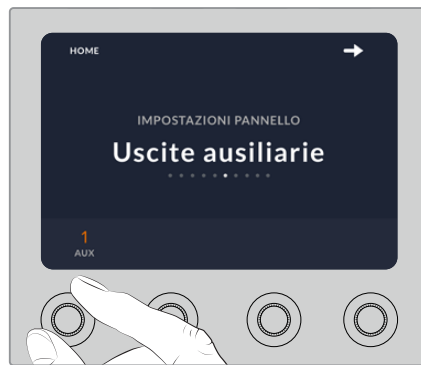 HOME
IMPOSTAZIONI PANNELLO
Uscite ausiliarie
1
AUX